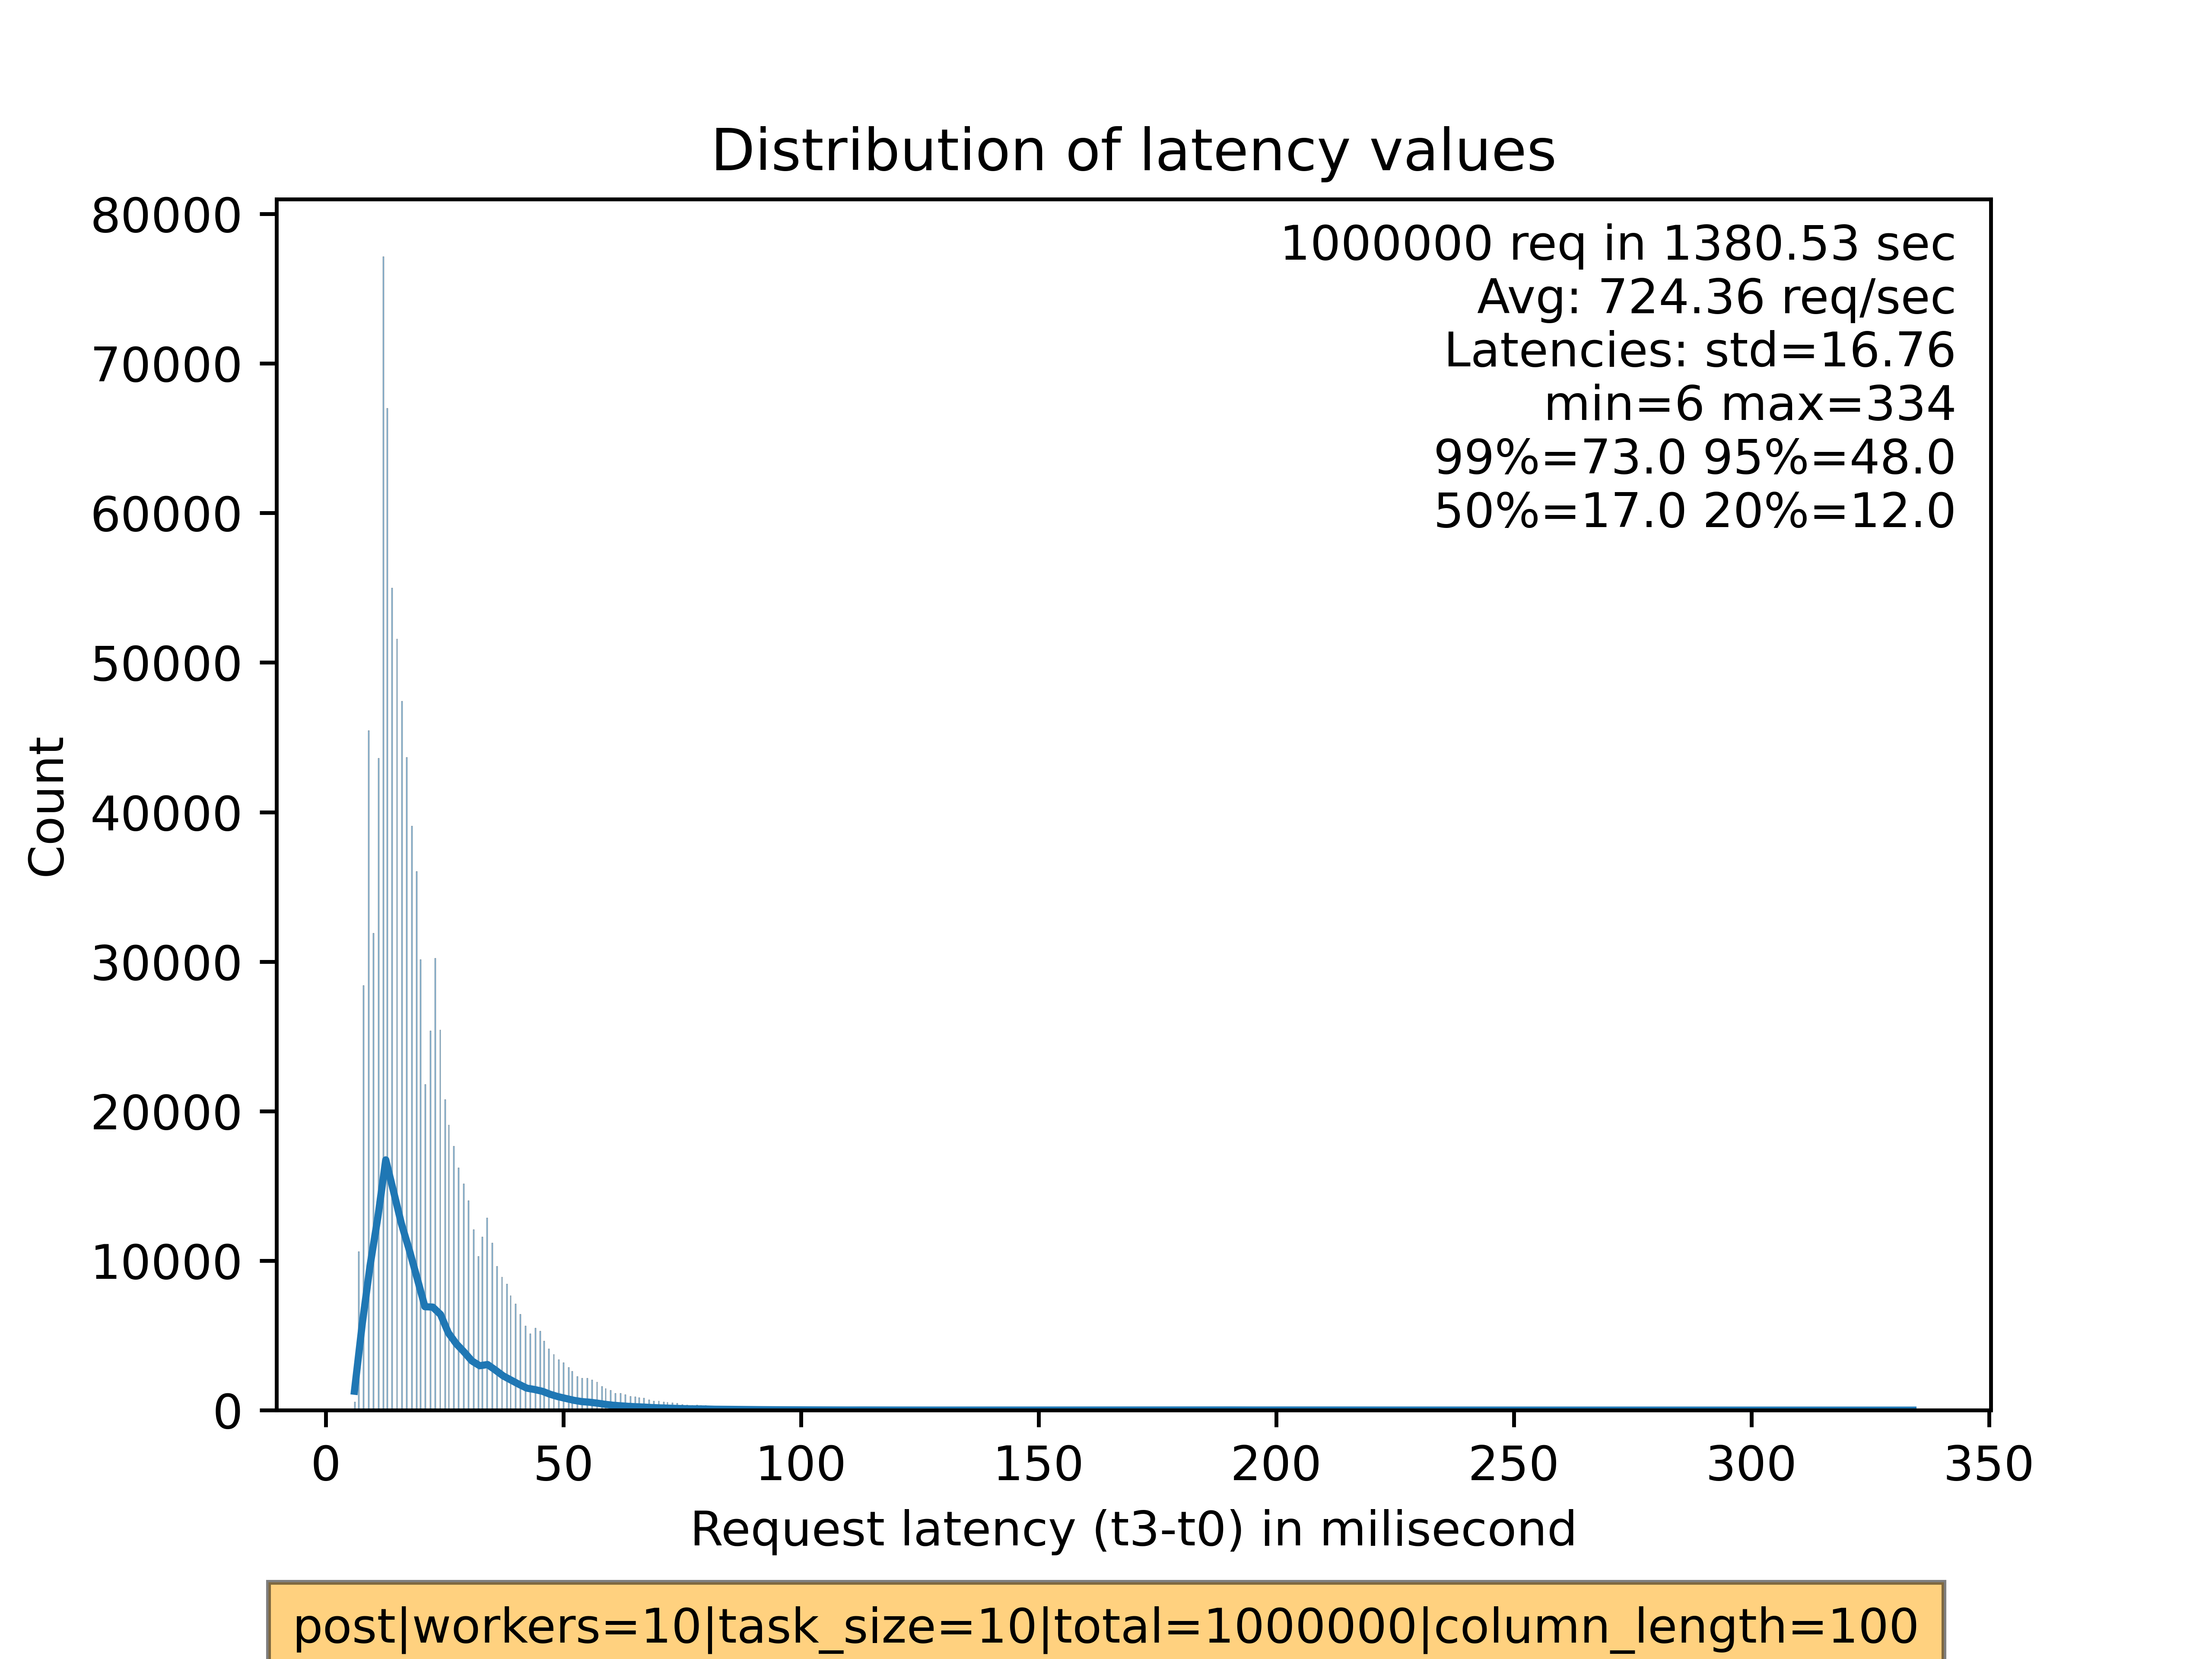 Distribution of latency values
1000000 req in 1380.53 sec
Avg: 724.36 req/sec
Latencies: std=16.76
min=6 max=334
99%=73.0 95%=48.0
50%=17.0 20%=12.0
80000
70000
60000
50000
40000
30000
20000
10000
0
Count
0 50 100 150 200 250 300 350
Request latency (t3-t0) in milisecond
post|workers=10|task_size=10|total=1000000|column_length=100